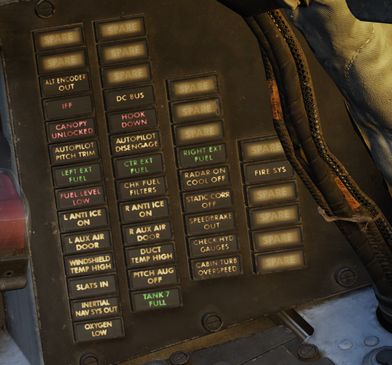 SPARE
SPARE
SPARE
ALT ENCODER
OUT
IFF
CANOPY
UNLOCKED
AUTOPILOT
PITCH TRIM
LEFT EXT
FUEL
FUEL LEVEL
LOW
L ANTI ICE
ON
L AUX AIR
DOOR
WINDSHIELD
TEMP HIGH
SLATS IN
INERTIAL
NAV SYS OUT
OXYGEN
LOW
SPARE
SPARE
SPARE
DC BUS
HOOK
DOWN
AUTOPILOT
DISENGAGE
CTR EXT
FUEL
CHK FUEL
FILTERS
R ANTI ICE
ON
R AUX AIR
DOOR
DUCT
TEMP HIGH
PITCH AUG
OFF
TANK 7
FULL
SPARE
SPARE
SPARE
RIGHT EXT
FUEL
RADAR ON
COOL OFF
STATIC CORR
OFF
SPEEDBRAKE
OUT
CHECK HYD
GAUGES
CABIN TURB
OVERSPEED
SPARE
FIRE SYS
SPARE
SPARE
SPARE
SPARE